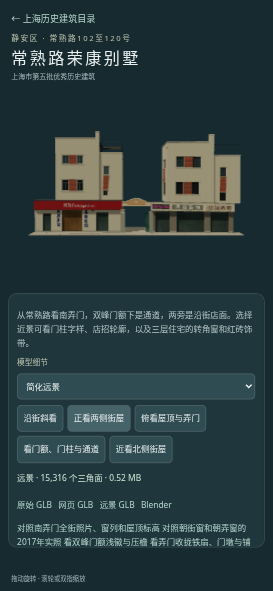 ← 上海历史建筑目录
静安区 · 常熟路102至120号
常熟路荣康别墅
上海市第五批优秀历史建筑
从常熟路看南弄门，双峰门额下是通道，两旁是沿街店面。选择
近景可看门柱字样、店招轮廓，以及三层住宅的转角窗和红砖饰
带。
模型细节
简化远景
沿街斜看
正看两侧街屋
俯看屋顶与弄门
看门额、门柱与通道
近看北侧街屋
远景 · 15,316 个三角面 · 0.52 MB
原始 GLB 网页 GLB 远景 GLB Blender
对照南弄门全街照片、窗列和屋顶标高 对照朝街窗和朝弄窗的
2017年实照 看双峰门额浅徽与压檐 看弄门收拢铁扇、门墩与铺
拖动旋转 · 滚轮或双指缩放